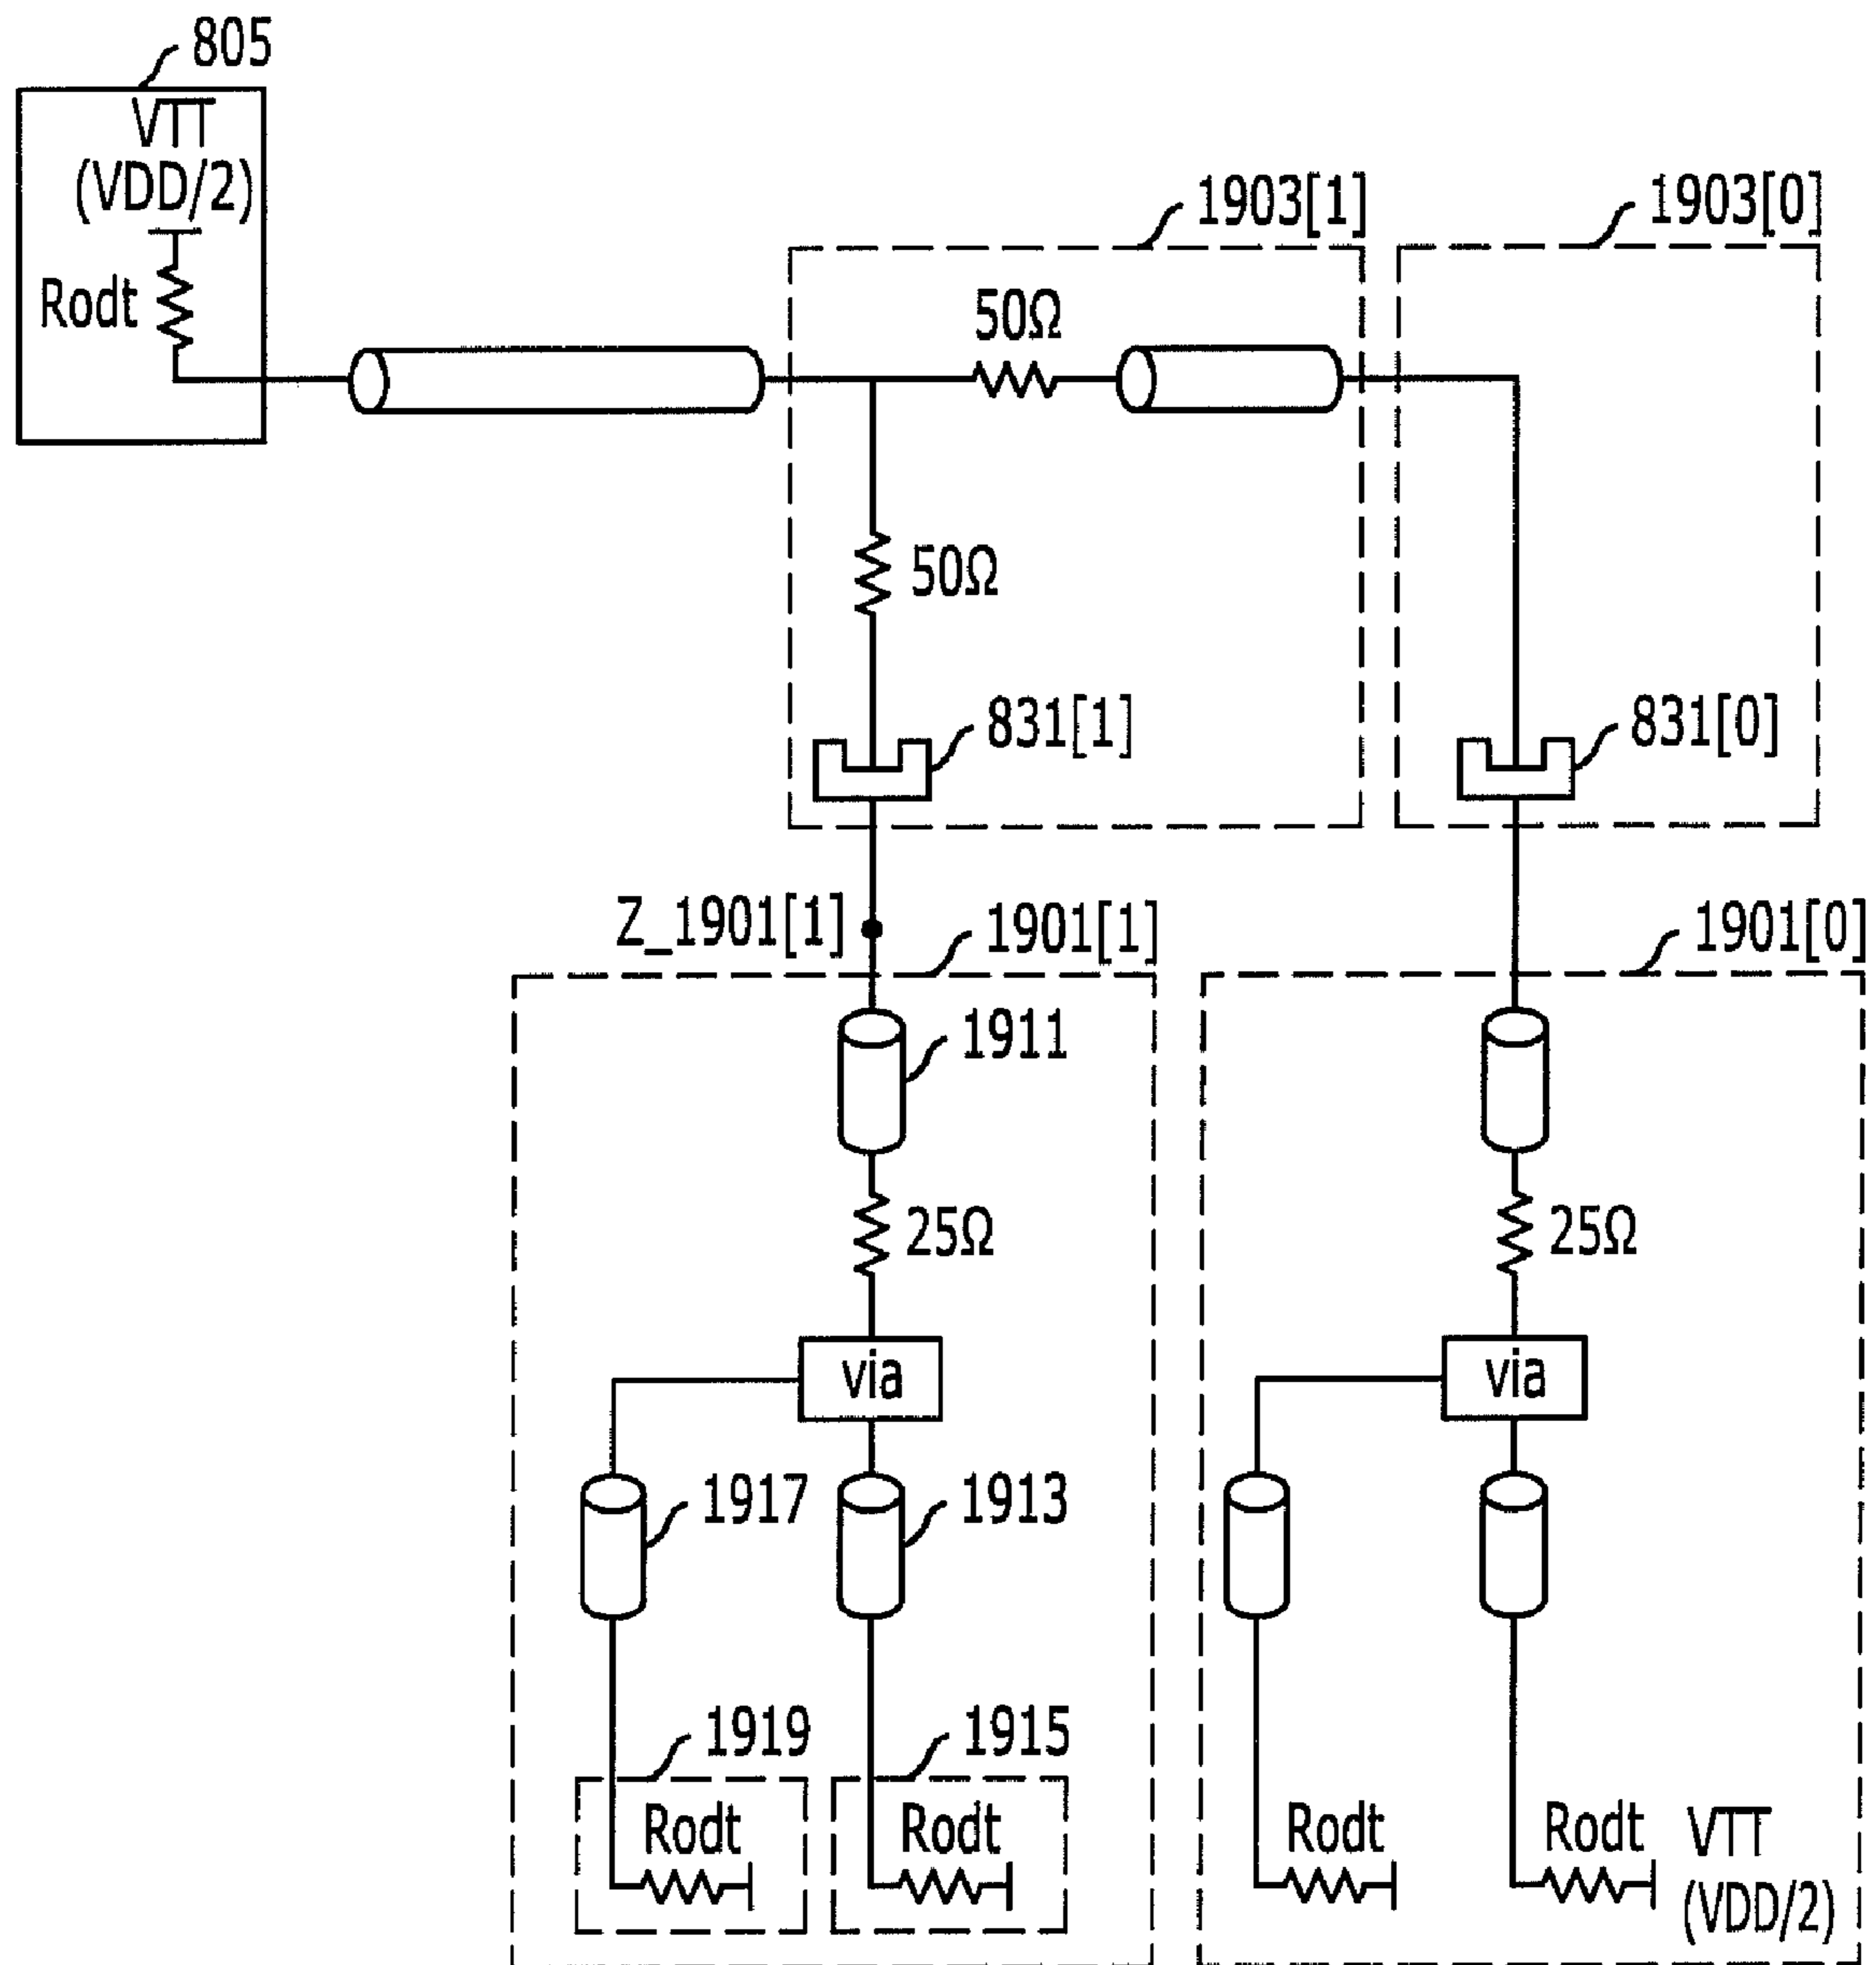 805
VTT
(VDD/2)
Rodt
1903[1]
1903[0]
50Ω
50Ω
831[1]
831[0]
Z_1901[1]
1901[1]
1901[0]
1911
25Ω
25Ω
via
via
1917
1913
1919
1915
Rodt
Rodt
Rodt
Rodt
VTT
(VDD/2)